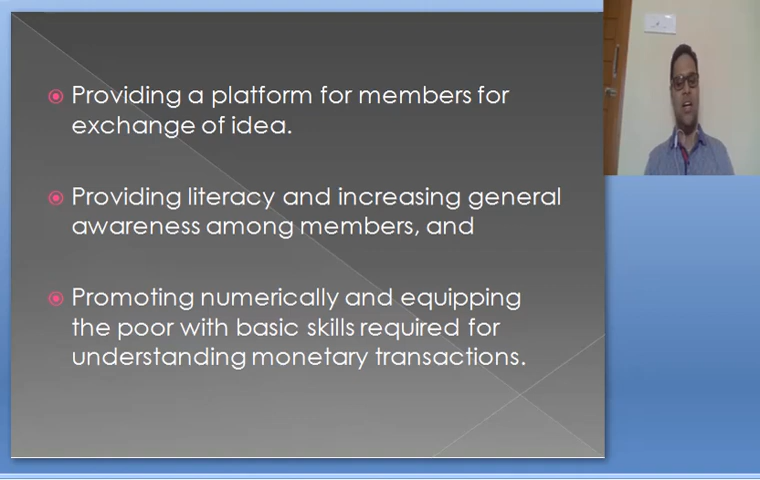 Providing a platform for members for
exchange of idea.
Providing literacy and increasing general
awareness among members, and
Promoting numerically and equipping
the poor with basic skills required for
understanding monetary transactions.